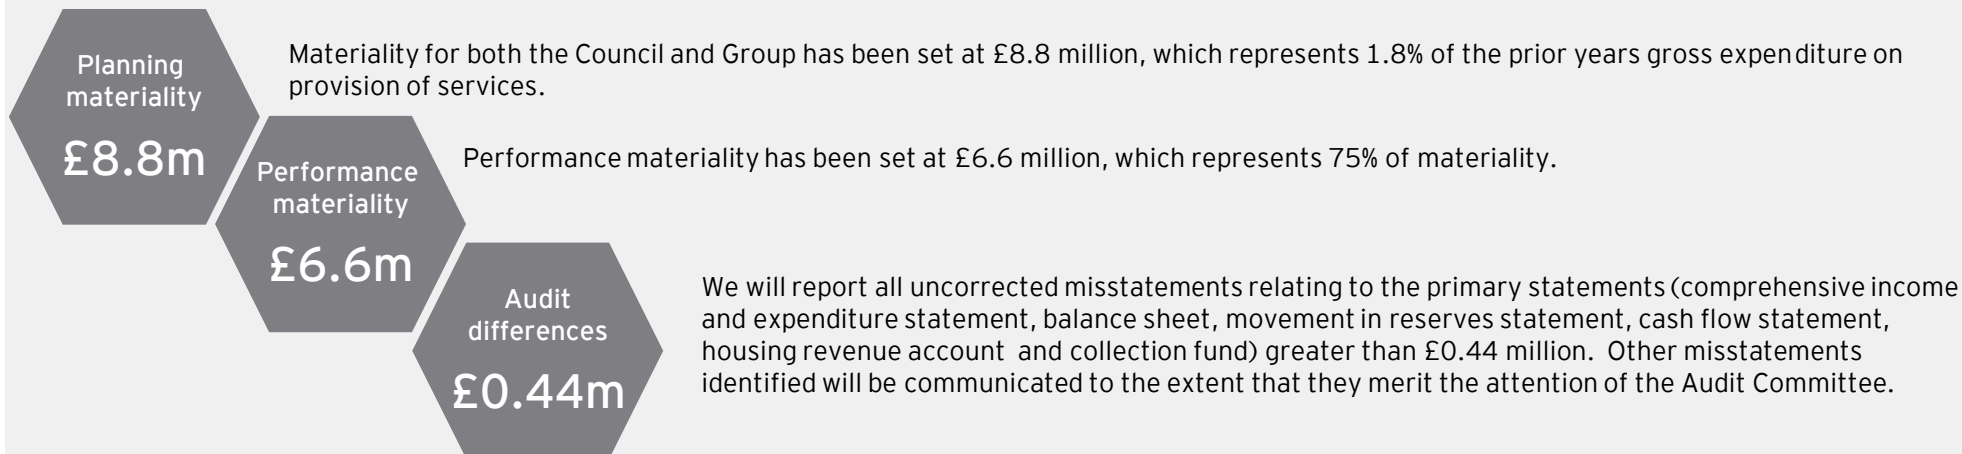 Planning
materiality
£8.8m
Materiality for both the Council and Group has been set at £8.8 million, which represents 1.8% of the prior years gross expenditure on
provision of services.
Performance
materiality
£6.6m
Performance materiality has been set at £6.6 million, which represents 75% of materiality.
Audit
differences
£0.44m
We will report all uncorrected misstatements relating to the primary statements (comprehensive income
and expenditure statement, balance sheet, movement in reserves statement, cash flow statement,
housing revenue account and collection fund) greater than £0.44 million. Other misstatements
identified will be communicated to the extent that they merit the attention of the Audit Committee.